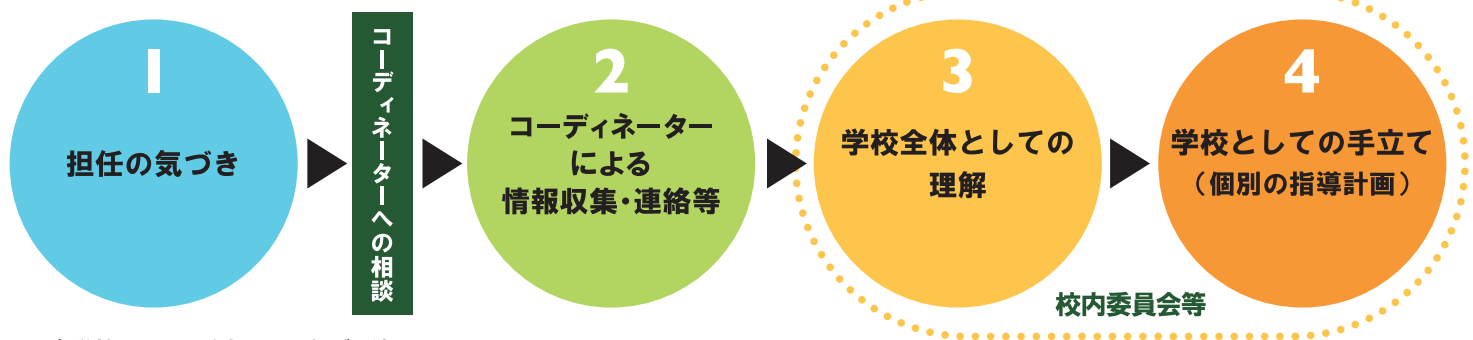 1
担任の気づき
コーディネーターへの相談
2
コーディネーター
による
情報収集・連絡等
3
学校全体としての
理解
4
学校としての手立て
（個別の指導計画）
校内委員会等